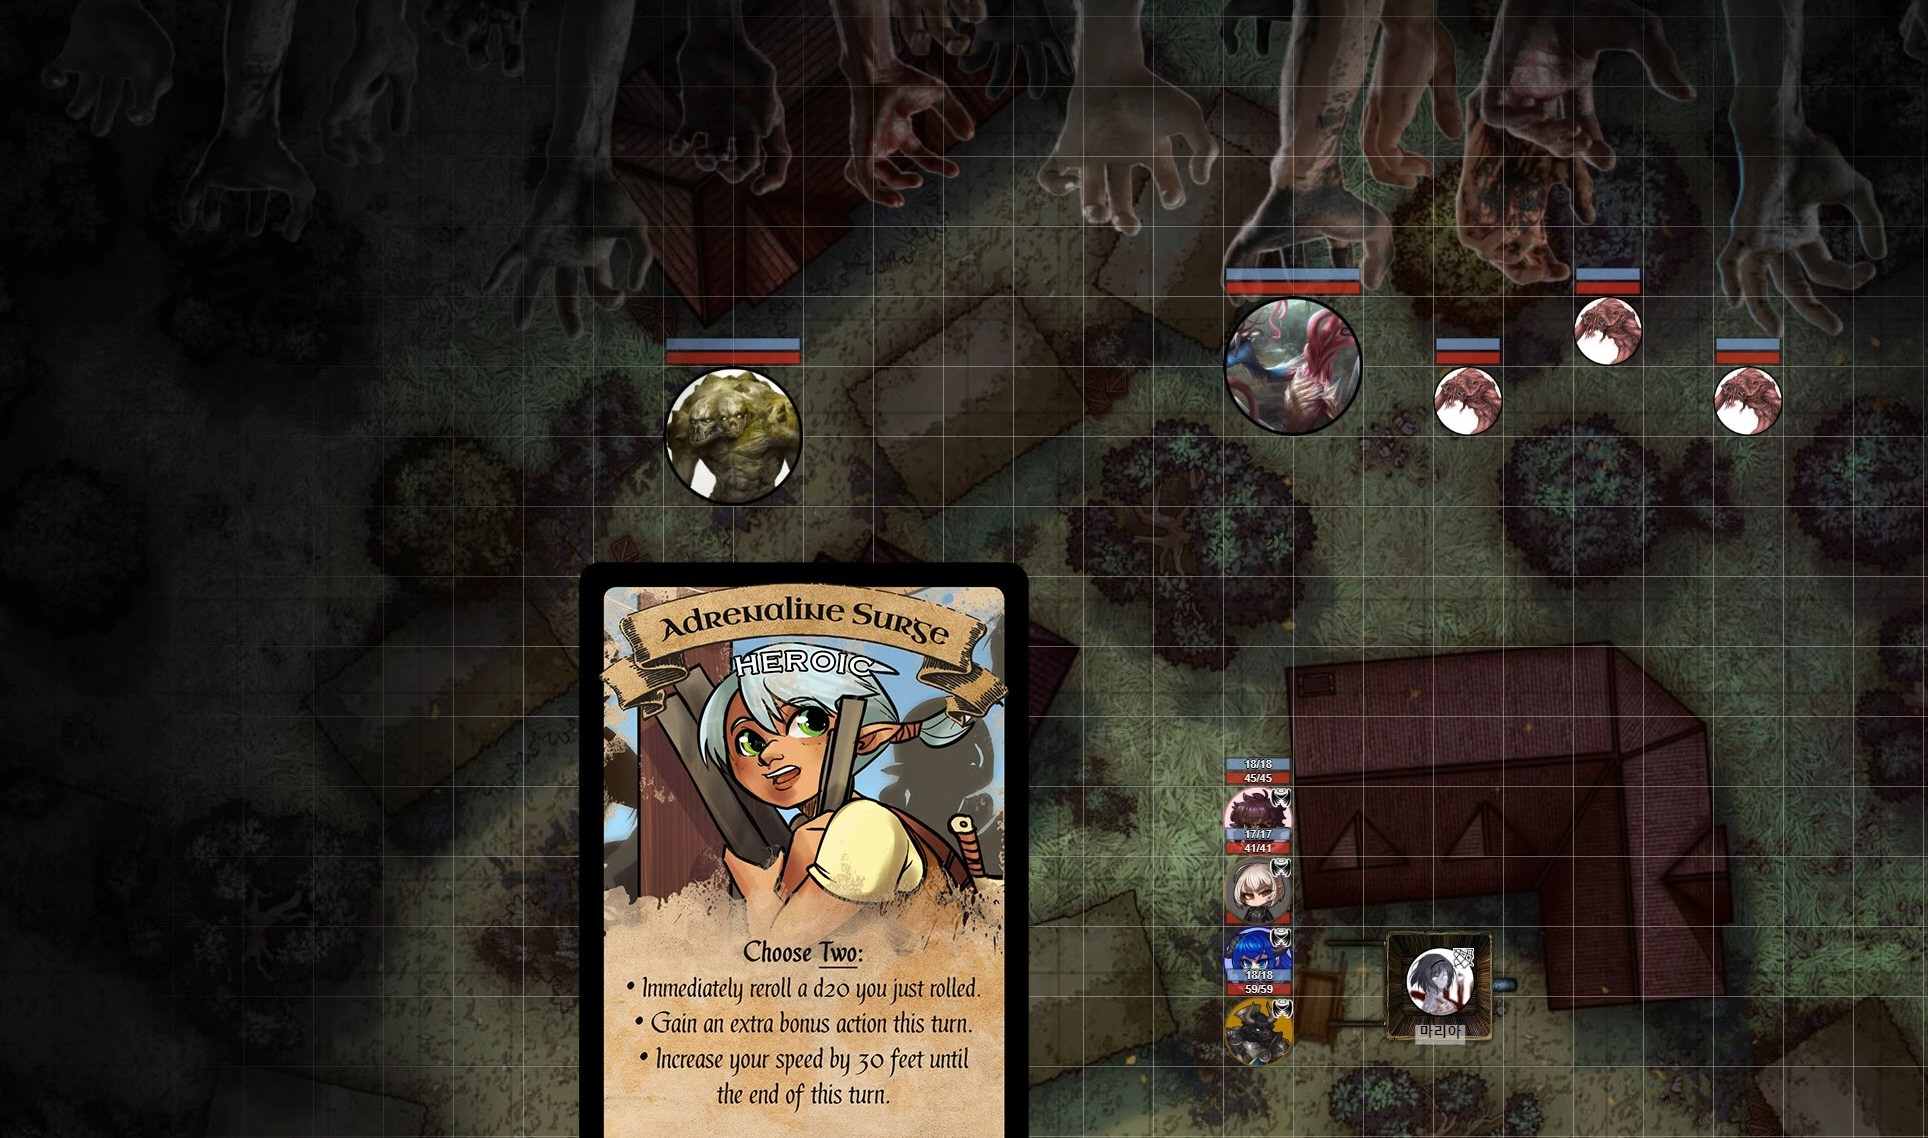 Adrenaline Surge
HEROIC
Choose Two:
• Immediately reroll a d20 you just rolled.
• Gain an extra bonus action this turn.
• Increase your speed by 30 feet until
the end of this turn.
18/18
45/45
17/17
41/41
18/18
59/59
마리아